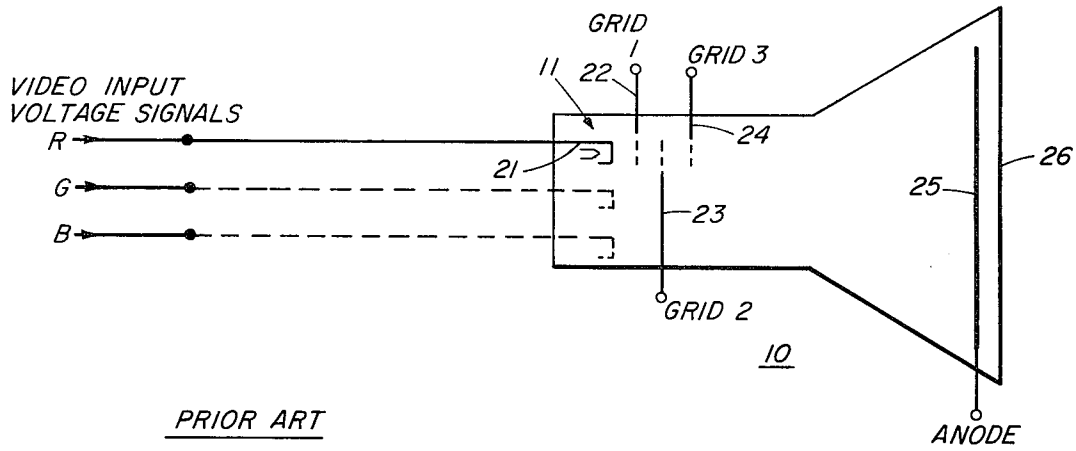 VIDEO INPUT
VOLTAGE SIGNALS
R
G
B
11
21
GRID
1
22
GRID 3
24
23
GRID 2
25
26
10
ANODE
PRIOR ART